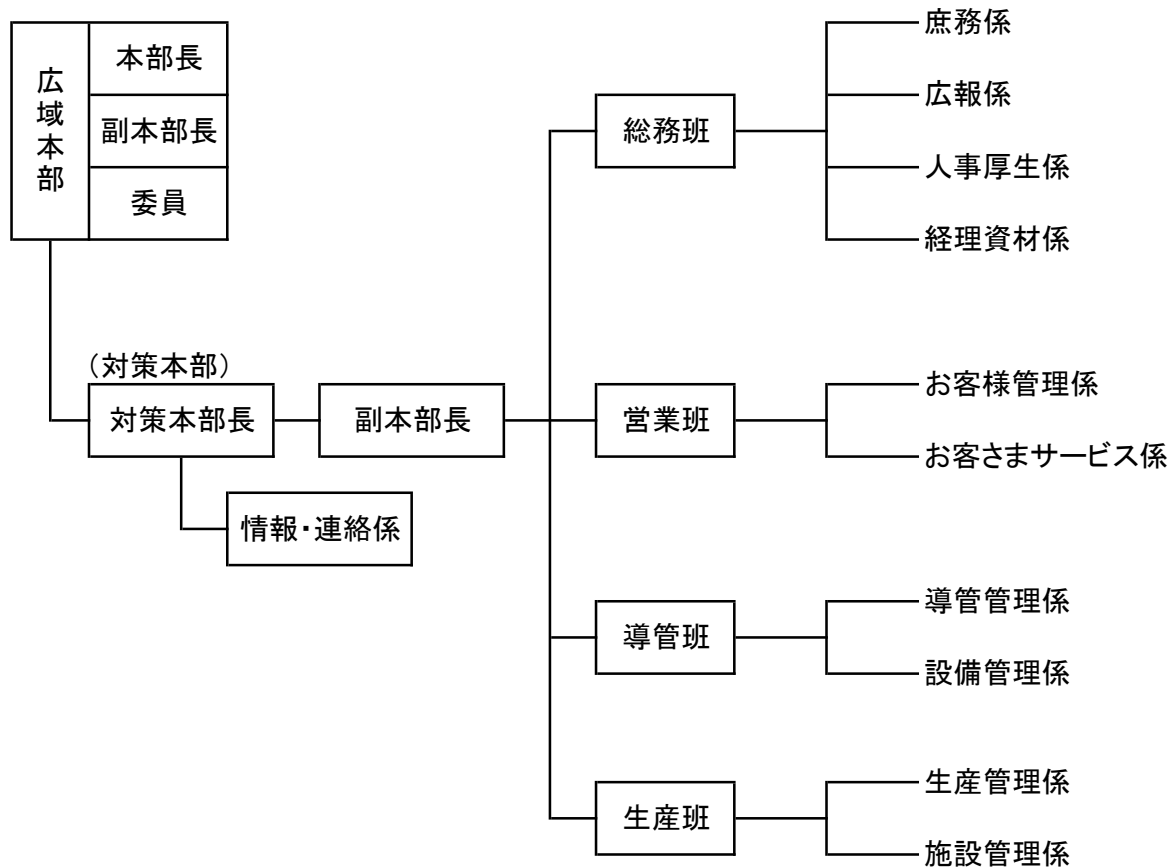 広域本部
本部長
副本部長
委員
(対策本部)
対策本部長
副本部長
情報・連絡係
総務班
庶務係
広報係
人事厚生係
経理資材係
営業班
お客様管理係
お客さまサービス係
導管班
導管管理係
設備管理係
生産班
生産管理係
施設管理係